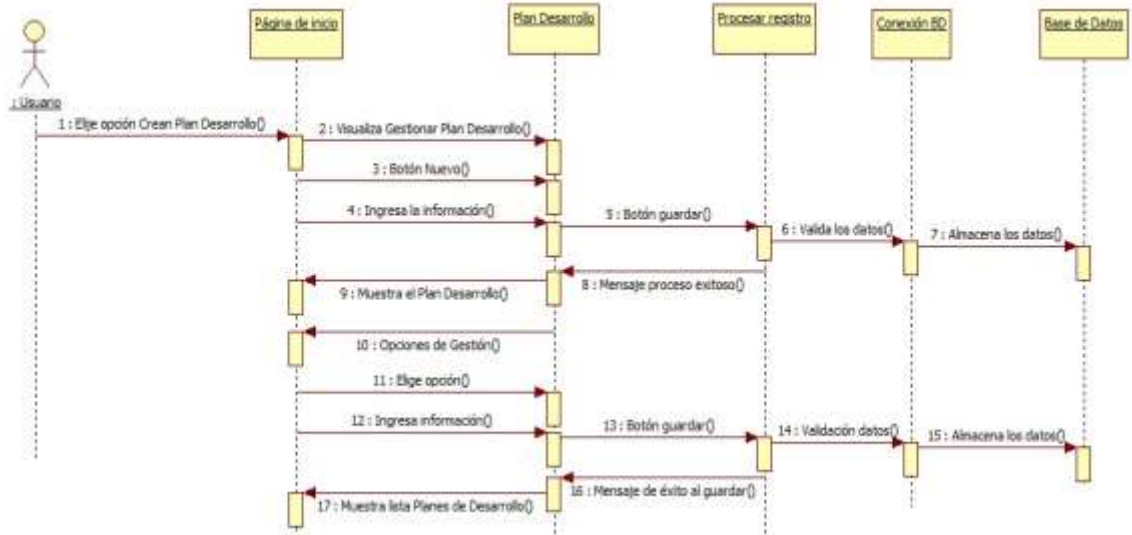 Página de inicio
Plan Desarrollo
Procesar registro
Conexión BD
Base de Datos
: Usuario
1 : Elije opción Crean Plan Desarrollo()
2 : Visualiza Gestionar Plan Desarrollo()
3 : Botón Nuevo()
4 : Ingresa la información()
5 : Botón guardar()
6 : Valida los datos()
7 : Almacena los datos()
8 : Mensaje proceso exitoso()
9 : Muestra el Plan Desarrollo()
10 : Opciones de Gestión()
11 : Elige opción()
12 : Ingresa información()
13 : Botón guardar()
14 : Validación datos()
15 : Almacena los datos()
16 : Mensaje de éxito al guardar()
17 : Muestra lista Planes de Desarrollo()